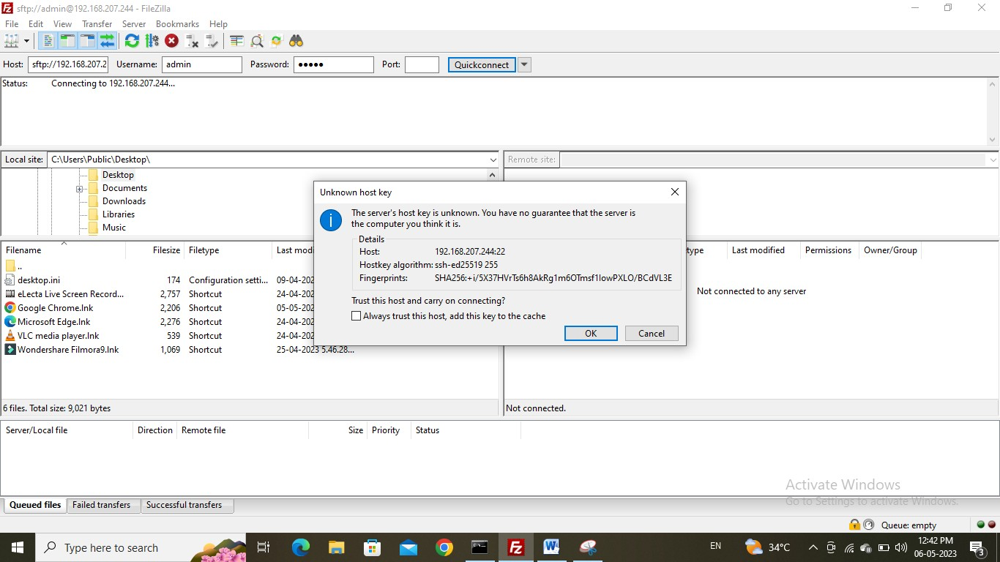 sftp://admin@192.168.207.244 - FileZilla
File Edit View Transfer Server Bookmarks Help
Host: sftp://192.168.207.2 Username: admin Password: ●●●●● Port: Quickconnect
Status: Connecting to 192.168.207.244...
Local site: C:\Users\Public\Desktop\
Remote site:
Desktop
Documents
Downloads
Libraries
Music
Unknown host key
The server's host key is unknown. You have no guarantee that the server is
the computer you think it is.
Details
Host: 192.168.207.244:22
Hostkey algorithm: ssh-ed25519 255
Fingerprints: SHA256:+i/5X37HVrTs6h8AkRg1m6OTmsf1lowPXLO/BCdVL3E
Trust this host and carry on connecting?
Always trust this host, add this key to the cache
OK Cancel
Filename Filesize Filetype Last modi
..
desktop.ini 174 Configuration setti... 09-04-202
eLecta Live Screen Record... 2,757 Shortcut 24-04-202
Google Chrome.lnk 2,206 Shortcut 05-05-202
Microsoft Edge.lnk 2,276 Shortcut 24-04-202
VLC media player.lnk 539 Shortcut 24-04-202
Wondershare Filmora9.lnk 1,069 Shortcut 25-04-2023 5.46.28...
6 files. Total size: 9,021 bytes
type Last modified Permissions Owner/Group
Not connected to any server
Not connected.
Server/Local file Direction Remote file Size Priority Status
Activate Windows
Go to Settings to activate Windows.
Queued files Failed transfers Successful transfers
Queue: empty
Type here to search
EN
34°C
12:42 PM
06-05-2023
3